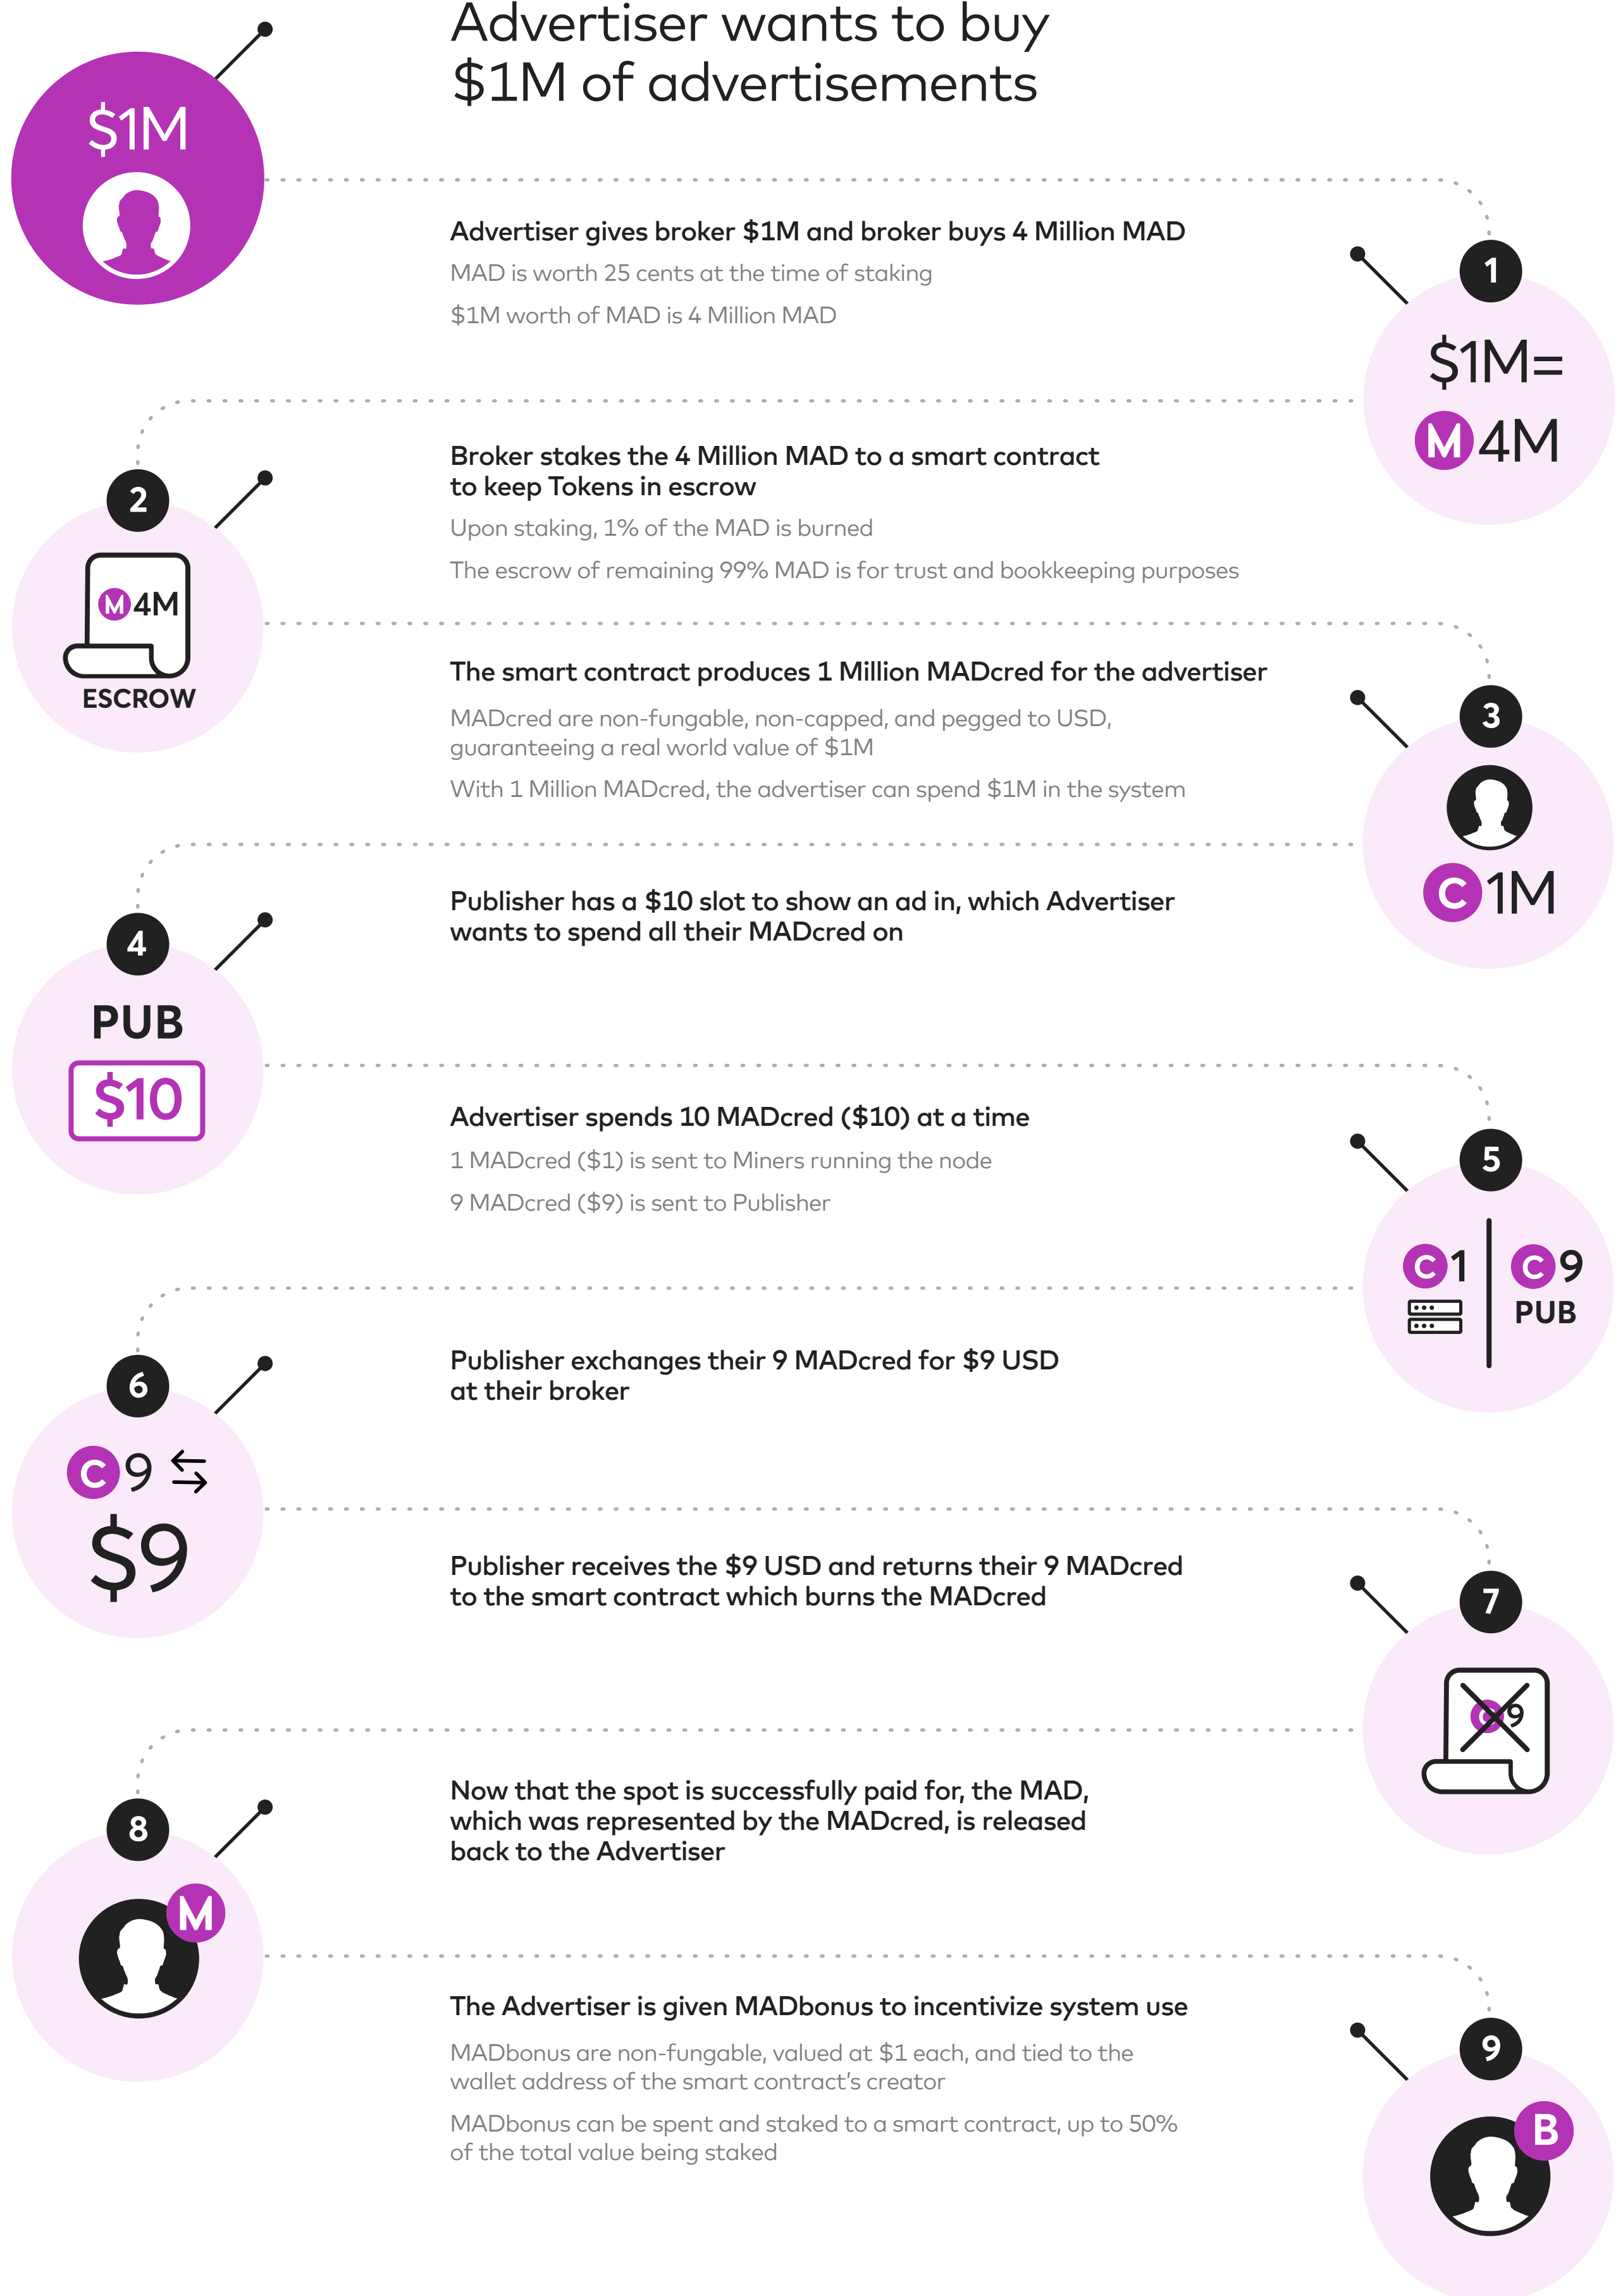 Advertiser wants to buy
$1M of advertisements
$1M
Advertiser gives broker $1M and broker buys 4 Million MAD
MAD is worth 25 cents at the time of staking
$1M worth of MAD is 4 Million MAD
1
$1M=
M 4M
Broker stakes the 4 Million MAD to a smart contract
to keep Tokens in escrow
Upon staking, 1% of the MAD is burned
The escrow of remaining 99% MAD is for trust and bookkeeping purposes
2
M 4M
ESCROW
The smart contract produces 1 Million MADcred for the advertiser
MADcred are non-fungable, non-capped, and pegged to USD,
guaranteeing a real world value of $1M
With 1 Million MADcred, the advertiser can spend $1M in the system
3
C 1M
Publisher has a $10 slot to show an ad in, which Advertiser
wants to spend all their MADcred on
4
PUB
$10
Advertiser spends 10 MADcred ($10) at a time
1 MADcred ($1) is sent to Miners running the node
9 MADcred ($9) is sent to Publisher
5
C 1
C 9
PUB
Publisher exchanges their 9 MADcred for $9 USD
at their broker
6
C 9
$9
Publisher receives the $9 USD and returns their 9 MADcred
to the smart contract which burns the MADcred
7
C 9
Now that the spot is successfully paid for, the MAD,
which was represented by the MADcred, is released
back to the Advertiser
8
M
The Advertiser is given MADbonus to incentivize system use
MADbonus are non-fungable, valued at $1 each, and tied to the
wallet address of the smart contract's creator
MADbonus can be spent and staked to a smart contract, up to 50%
of the total value being staked
9
B